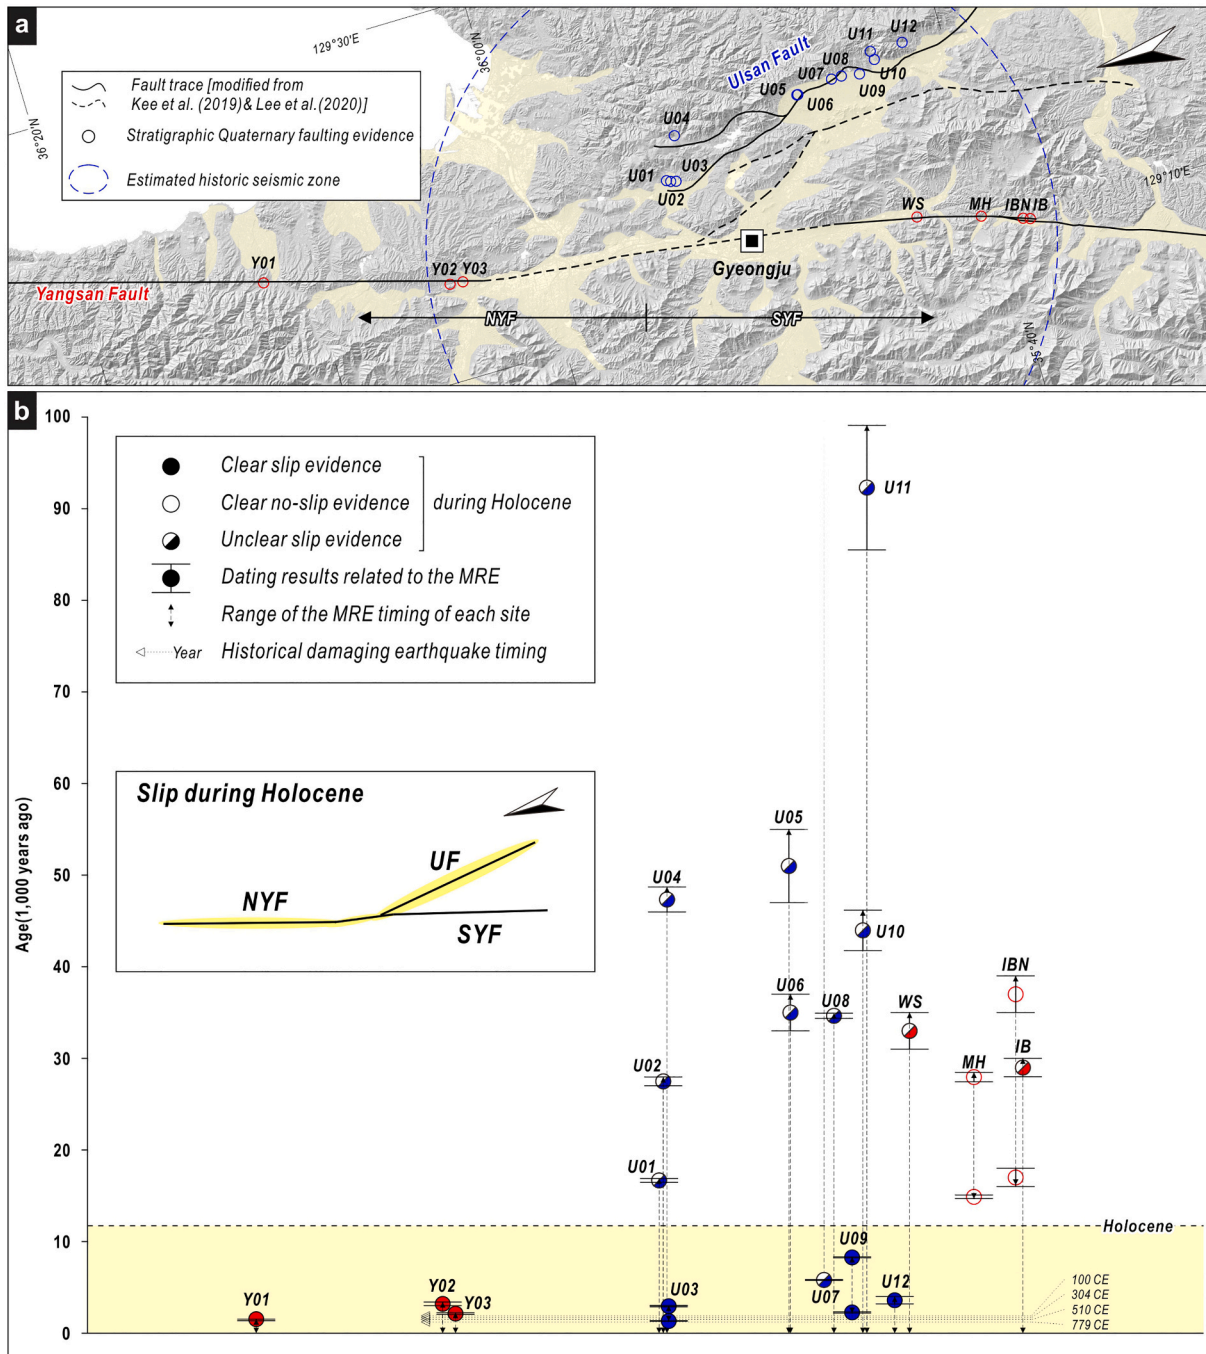 a
129°30'E
36°00'N
36°20'N
Fault trace [modified from
Kee et al. (2019)& Lee et al.(2020)]
Stratigraphic Quaternary faulting evidence
Estimated historic seismic zone
Ulsan Fault
U12
U11
U08
U07
U10
U05
U09
U06
U04
U03
U01
U02
129°10'E
WS
MH
IBN
IB
Y01
Y02
Y03
Gyeongju
Yangsan Fault
NYF
SYF
35°40'N
b
100
90
80
70
60
50
40
30
20
10
0
Age(1,000 years ago)
Clear slip evidence
Clear no-slip evidence
during Holocene
Unclear slip evidence
Dating results related to the MRE
Range of the MRE timing of each site
Year
Historical damaging earthquake timing
Slip during Holocene
UF
NYF
SYF
U11
U05
U04
U10
U06
U08
WS
IBN
MH
IB
U02
U01
Holocene
U09
Y01
Y02
Y03
U03
U07
U12
100 CE
304 CE
510 CE
779 CE